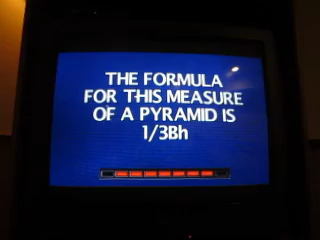 THE FORMULA
FOR THIS MEASURE
OF A PYRAMID IS
1/3Bh